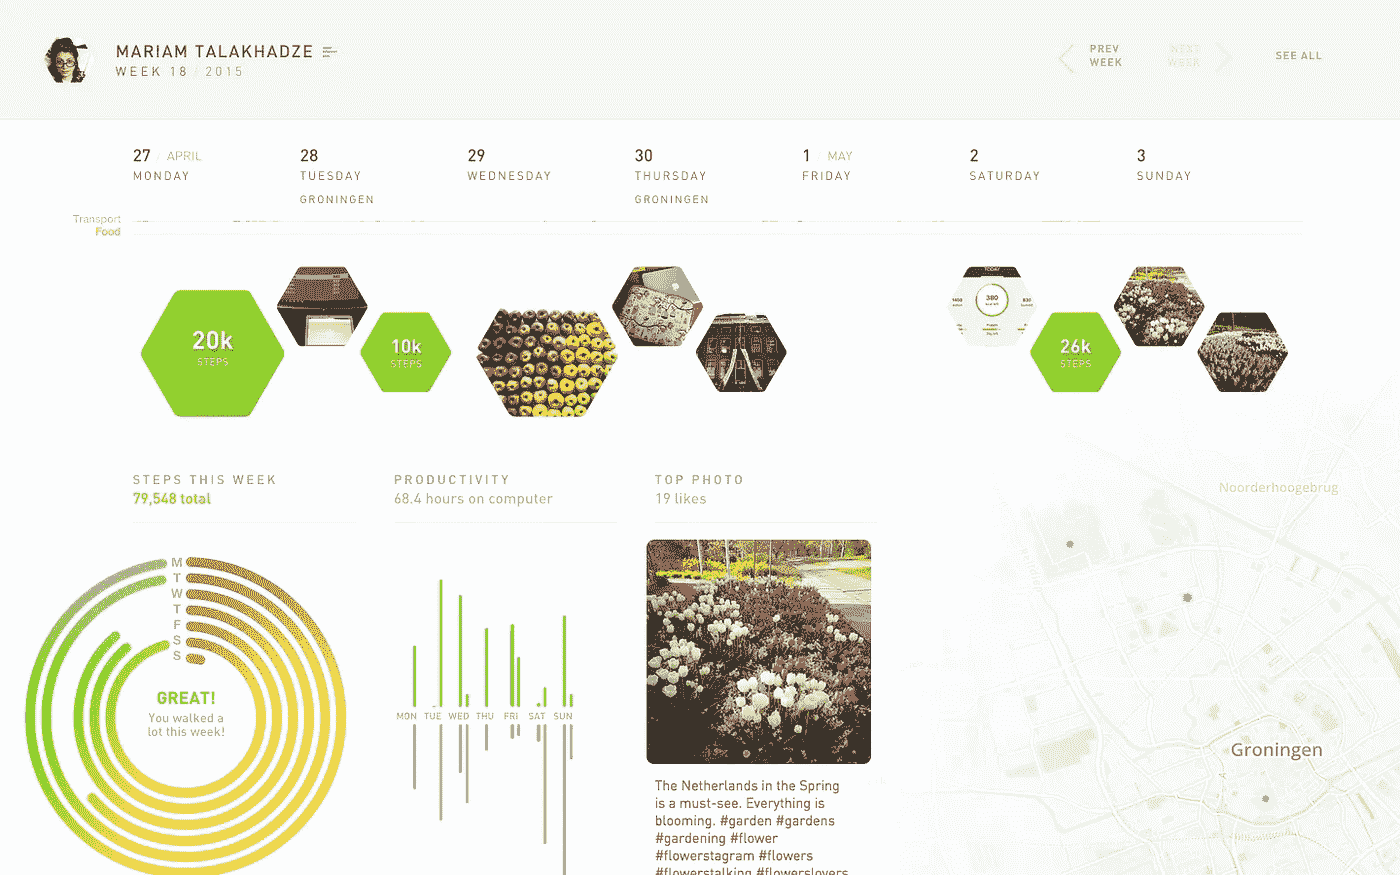 MARIAM TALAKHADZE
WEEK 18 / 2015
PREV
WEEK
NEXT
WEEK
SEE ALL
27 / APRIL
MONDAY
28
TUESDAY
GRONINGEN
29
WEDNESDAY
30
THURSDAY
GRONINGEN
1 / MAY
FRIDAY
2
SATURDAY
3
SUNDAY
Transport
Food
20k
STEPS
10k
STEPS
TODAY
380
26k
STEPS
STEPS THIS WEEK
79,548 total
PRODUCTIVITY
68.4 hours on computer
TOP PHOTO
19 likes
Noorderhoogebrug
M
T
W
T
F
S
S
GREAT!
You walked a
lot this week!
MON TUE WED THU FRI SAT SUN
Groningen
The Netherlands in the Spring
is a must-see. Everything is
blooming. #garden #gardens
#gardening #flower
#flowerstagram #flowers
#flowerstalking #flowerslovers